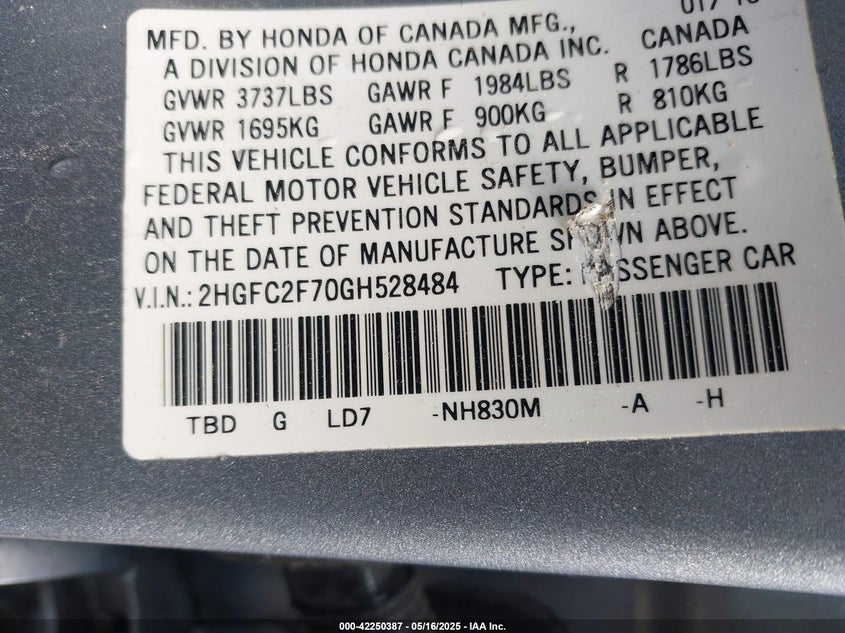 MFD. BY HONDA OF CANADA MFG.,
A DIVISION OF HONDA CANADA INC. CANADA
GVWR 3737LBS GAWR F 1984LBS R 1786LBS
GVWR 1695KG GAWR F 900KG R 810KG
THIS VEHICLE CONFORMS TO ALL APPLICABLE
FEDERAL MOTOR VEHICLE SAFETY, BUMPER,
AND THEFT PREVENTION STANDARDS IN EFFECT
ON THE DATE OF MANUFACTURE SHOWN ABOVE.
V.I.N.: 2HGFC2F70GH528484 TYPE: PASSENGER CAR
TBD G LD7 -NH830M -A -H
000-42250387 - 05/16/2025 - IAA Inc.